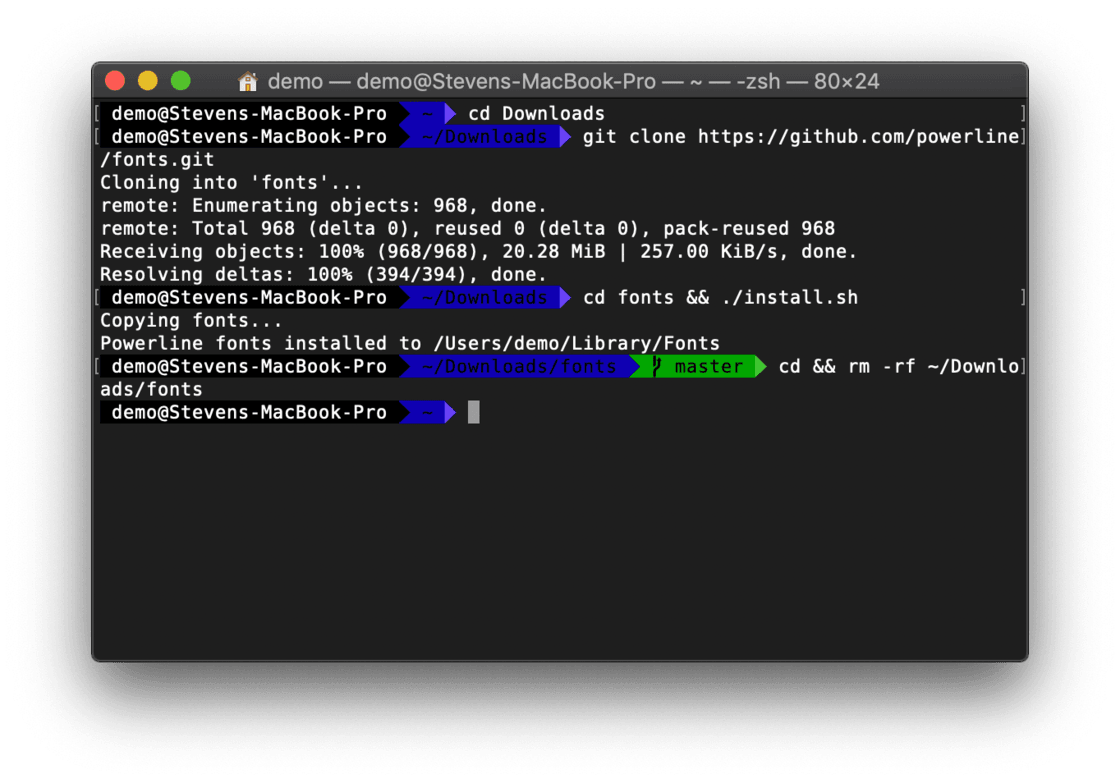 demo — demo@Stevens-MacBook-Pro — ~ — -zsh — 80×24
[ demo@Stevens-MacBook-Pro ~ cd Downloads ]
[ demo@Stevens-MacBook-Pro ~/Downloads git clone https://github.com/powerline]
/fonts.git
Cloning into 'fonts'...
remote: Enumerating objects: 968, done.
remote: Total 968 (delta 0), reused 0 (delta 0), pack-reused 968
Receiving objects: 100% (968/968), 20.28 MiB | 257.00 KiB/s, done.
Resolving deltas: 100% (394/394), done.
[ demo@Stevens-MacBook-Pro ~/Downloads cd fonts && ./install.sh ]
Copying fonts...
Powerline fonts installed to /Users/demo/Library/Fonts
[ demo@Stevens-MacBook-Pro ~/Downloads/fonts master cd && rm -rf ~/Downlo]
ads/fonts
demo@Stevens-MacBook-Pro ~